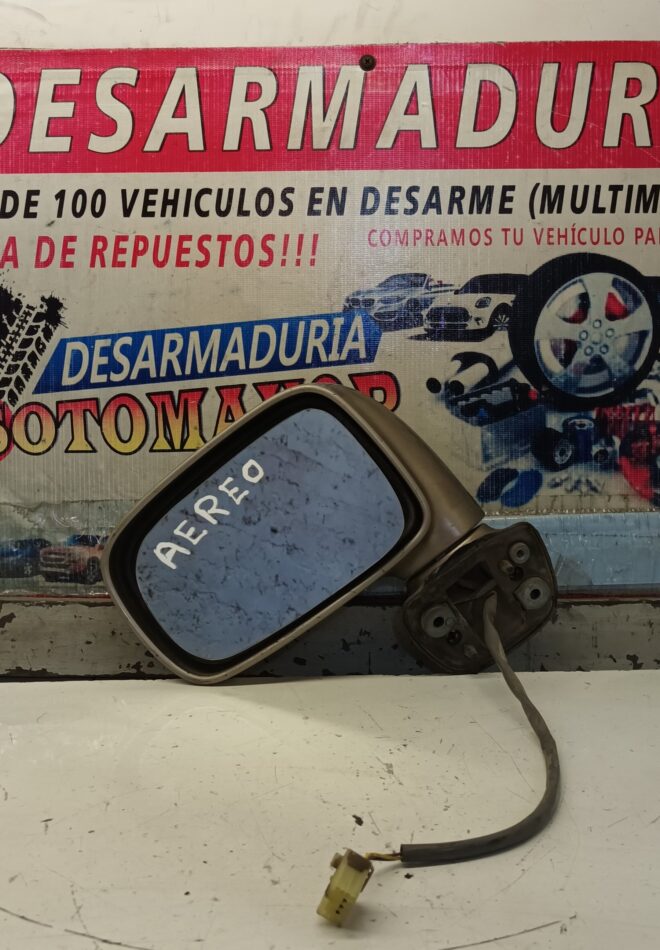 DESARMADUR
DE 100 VEHICULOS EN DESARME (MULTIM
A DE REPUESTOS!!!
COMPRAMOS TU VEHÍCULO PA
DESARMADURIA
SOTOMAYOR
AEREO